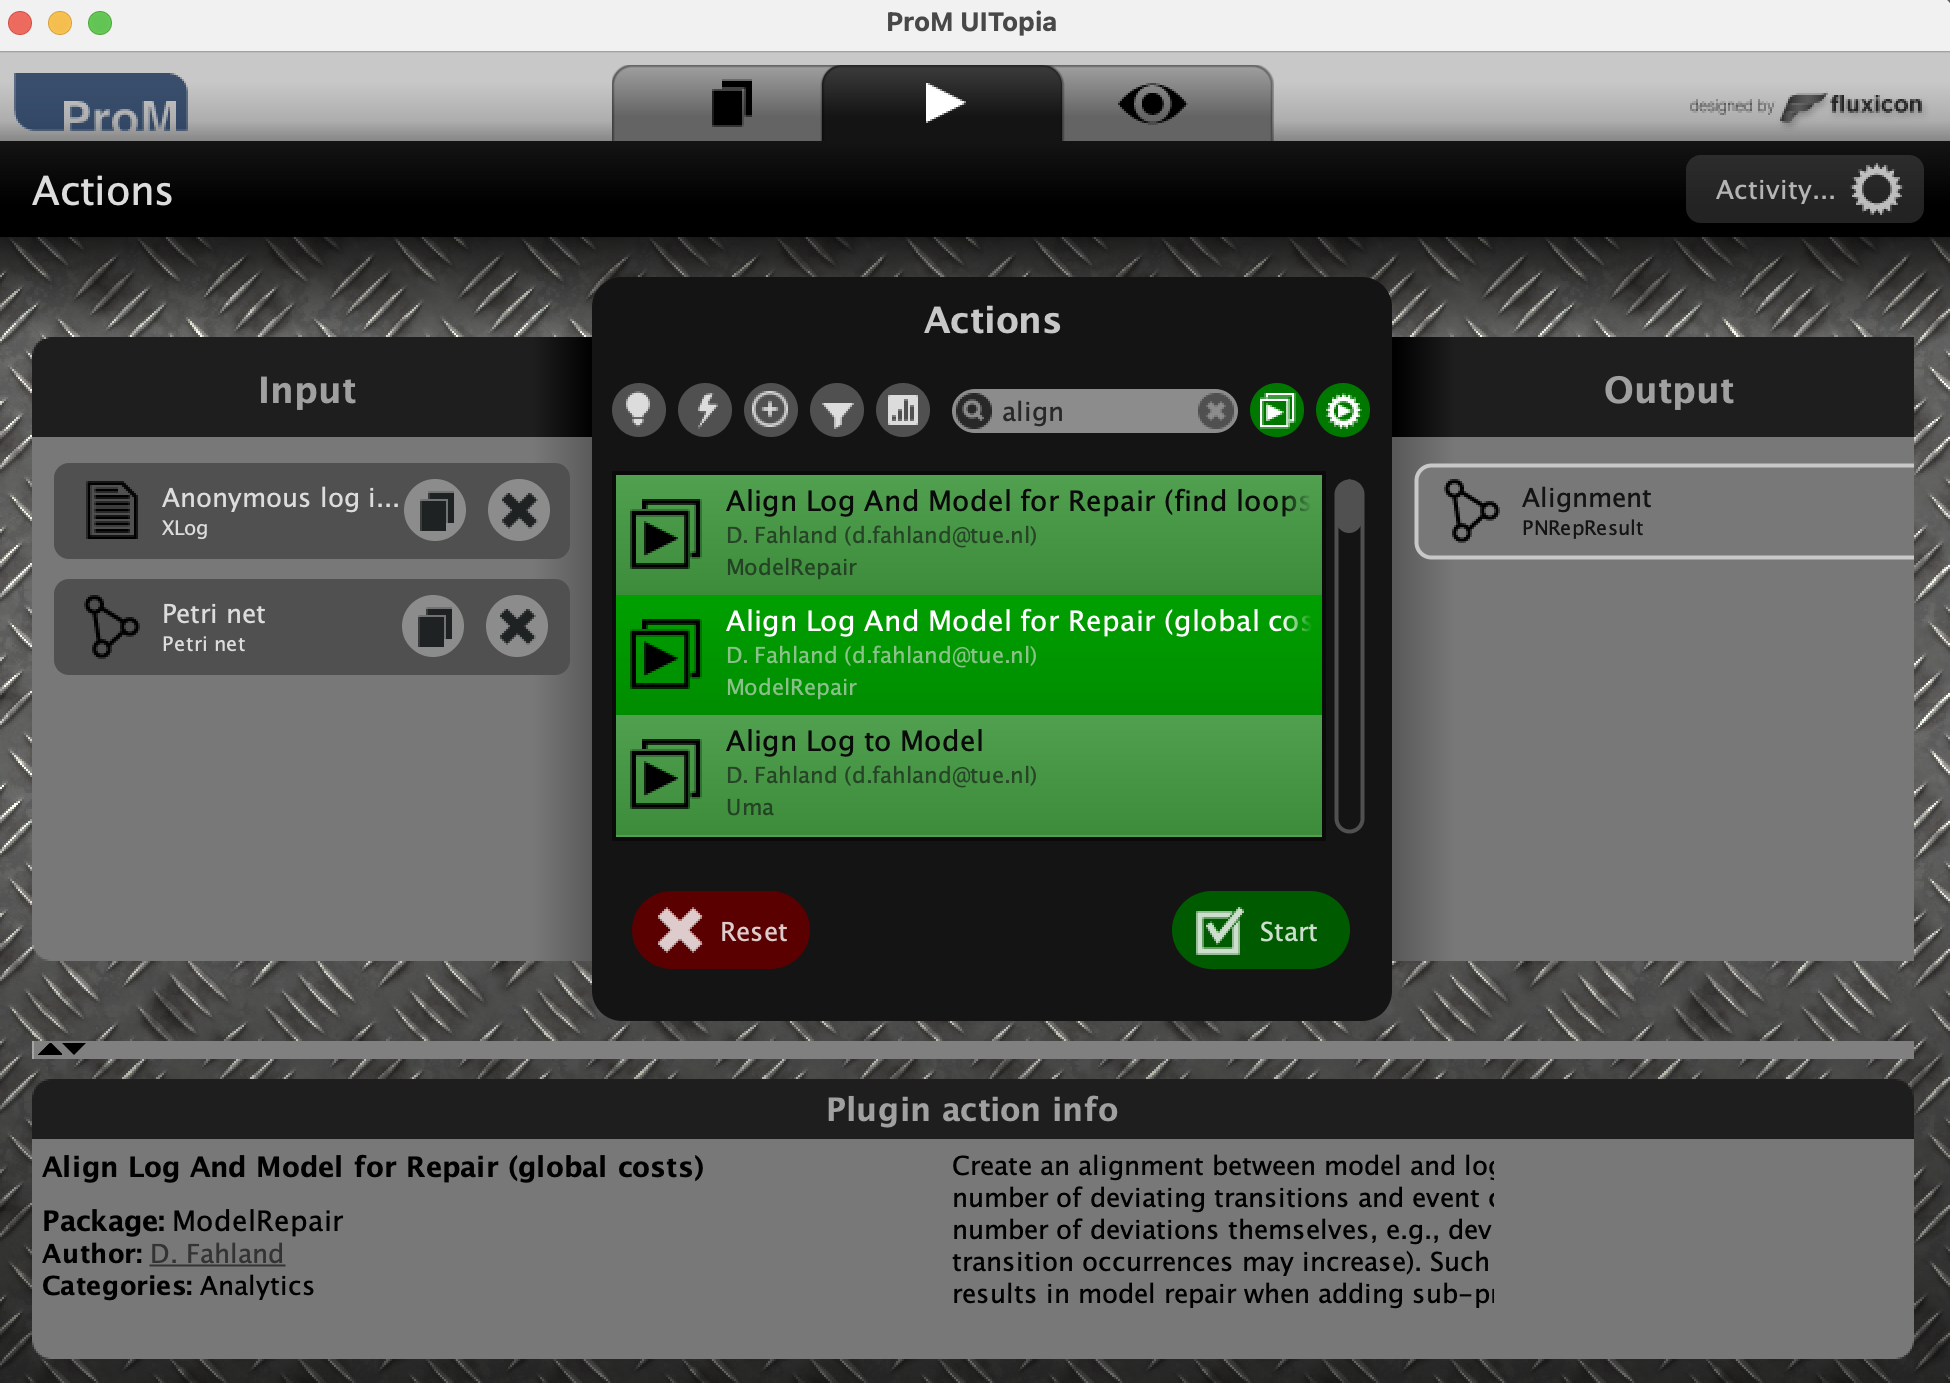 ProM UITopia
ProM
designed by fluxicon
Actions
Activity...
Actions
Input
align
Output
Anonymous log i...
XLog
Petri net
Petri net
Align Log And Model for Repair (find loops
D. Fahland (d.fahland@tue.nl)
ModelRepair
Align Log And Model for Repair (global cos
D. Fahland (d.fahland@tue.nl)
ModelRepair
Align Log to Model
D. Fahland (d.fahland@tue.nl)
Uma
Alignment
PNRepResult
Reset
Start
Plugin action info
Align Log And Model for Repair (global costs)
Package: ModelRepair
Author: D. Fahland
Categories: Analytics
Create an alignment between model and log
number of deviating transitions and event
number of deviations themselves, e.g., dev
transition occurrences may increase). Such
results in model repair when adding sub-pr